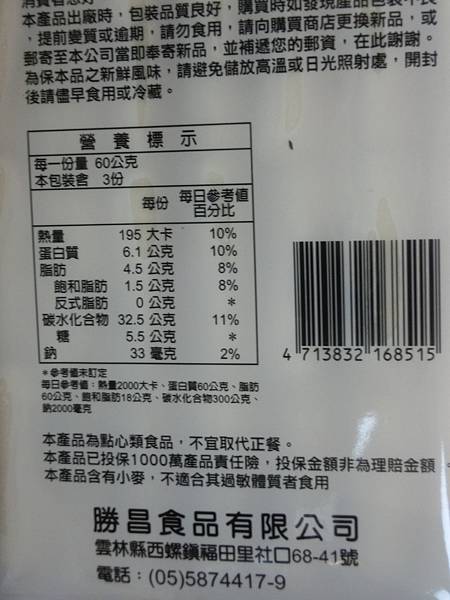 消費者您好
本產品出廠時，包裝品質良好，購買時如發現產品包裝不良
，提前變質或逾期，請勿食用，請向購買商店更換新品，或
郵寄至本公司當即奉寄新品，並補遞您的郵資，在此謝謝。
為保本品之新鮮風味，請避免儲放高溫或日光照射處，開封
後請儘早食用或冷藏。
營養標示
每一份量 60公克
本包裝含 3份
每份 每日參考值百分比
熱量 195 大卡 10%
蛋白質 6.1 公克 10%
脂肪 4.5 公克 8%
飽和脂肪 1.5 公克 8%
反式脂肪 0 公克 *
碳水化合物 32.5 公克 11%
糖 5.5 公克 *
鈉 33 毫克 2%
*參考值未訂定
每日參考值：熱量2000大卡、蛋白質60公克、脂肪
60公克、飽和脂肪18公克、碳水化合物300公克、
鈉2000毫克
4 713832 168515
本產品為點心類食品，不宜取代正餐。
本產品已投保1000萬產品責任險，投保金額非為理賠金額。
本產品含有小麥，不適合其過敏體質者食用
勝昌食品有限公司
雲林縣西螺鎮福田里社口68-41號
電話：(05)5874417-9